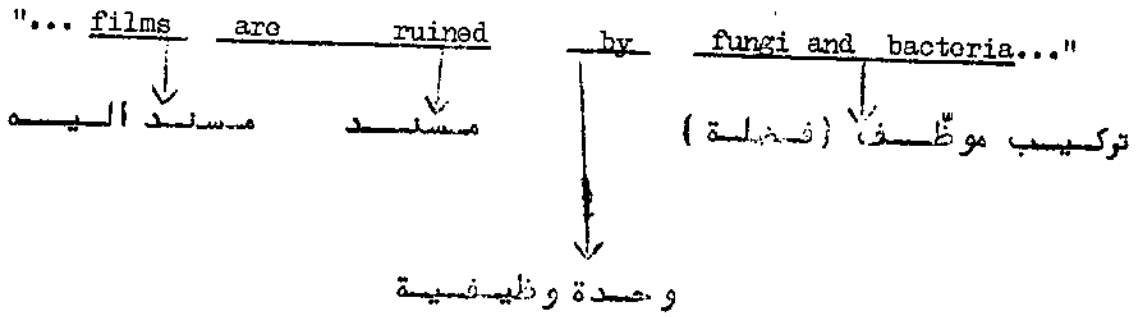 "... films are ruined by fungi and bacteria..."
مسند اليه مسند تركيب موظّف (فضلة)
وحدة وظيفية